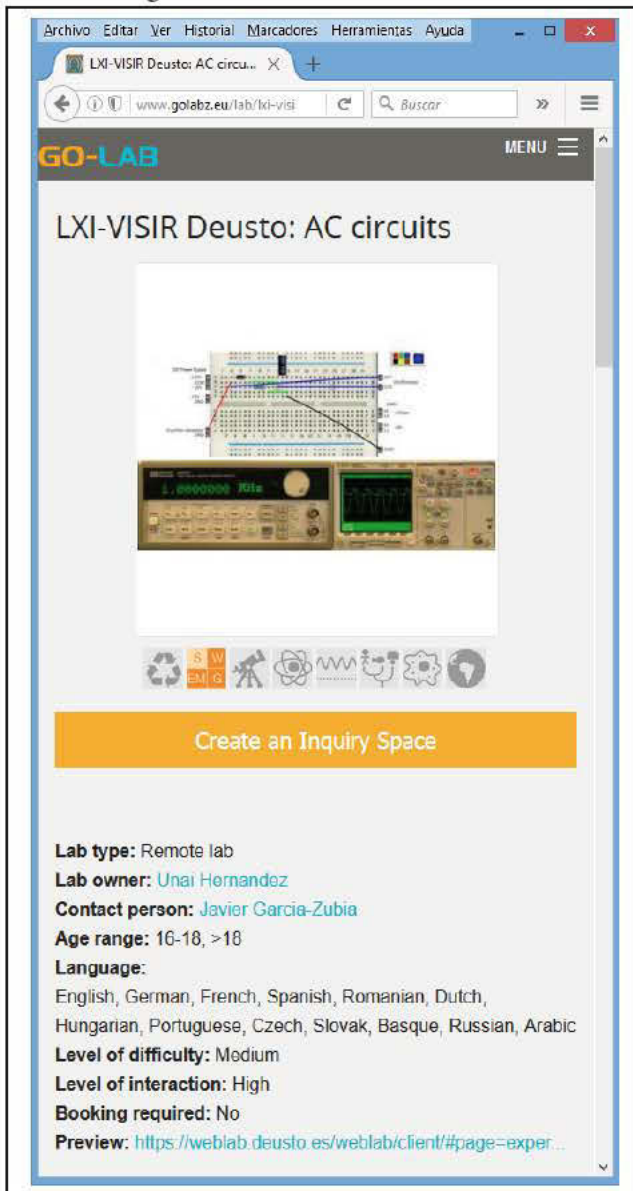 Archivo Editar Ver Historial Marcadores Herramientas Ayuda
LXI-VISIR Deusto: AC circu...
www.golabz.eu/lab/lxi-visi
Buscar
GO-LAB
MENU
LXI-VISIR Deusto: AC circuits
1.0000000 KHz
S W
EM G
Create an Inquiry Space
Lab type: Remote lab
Lab owner: Unai Hernandez
Contact person: Javier Garcia-Zubia
Age range: 16-18, >18
Language:
English, German, French, Spanish, Romanian, Dutch,
Hungarian, Portuguese, Czech, Slovak, Basque, Russian, Arabic
Level of difficulty: Medium
Level of interaction: High
Booking required: No
Preview: https://weblab.deusto.es/weblab/client/#page=exper...